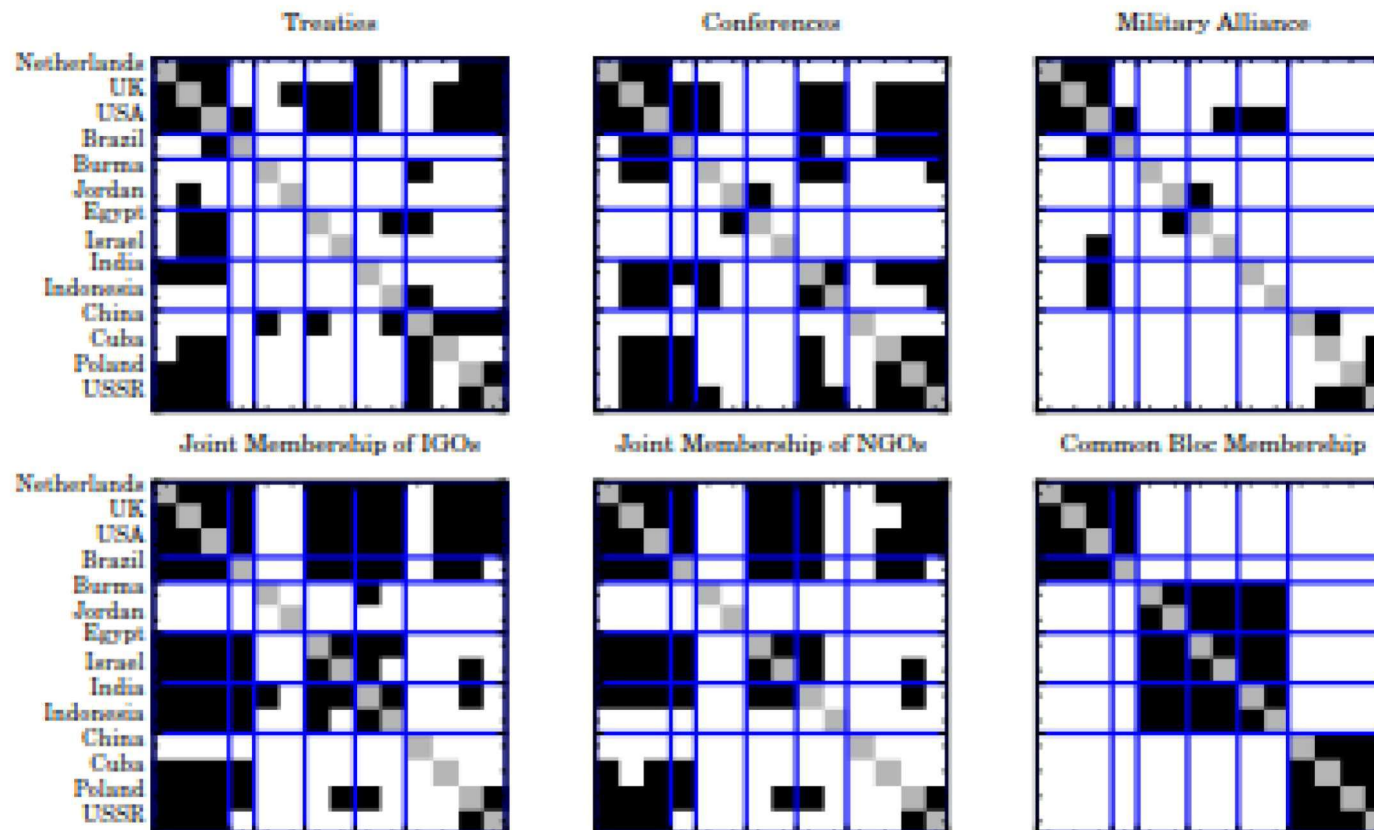 Treaties Conferences Military Alliance
Netherlands
UK
USA
Brazil
Burma
Jordan
Egypt
Israel
India
Indonesia
China
Cuba
Poland
USSR
Joint Membership of IGOs Joint Membership of NGOs Common Bloc Membership
Netherlands
UK
USA
Brazil
Burma
Jordan
Egypt
Israel
India
Indonesia
China
Cuba
Poland
USSR